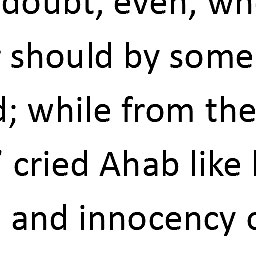 doubt, even, wh
should by some
; while from the
cried Ahab like
and innocency